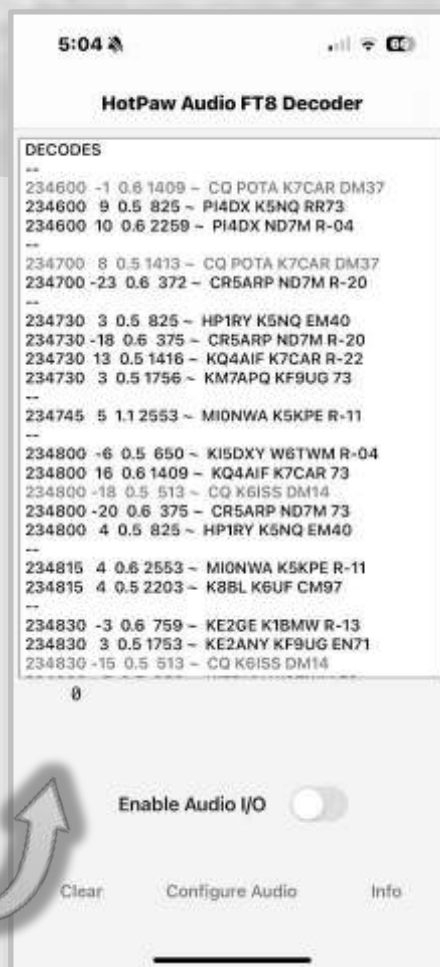 5:04
66
HotPaw Audio FT8 Decoder
DECODES
--
234600 -1 0.6 1409 ~ CQ POTA K7CAR DM37
234600 9 0.5 825 ~ PI4DX K5NQ RR73
234600 10 0.6 2259 ~ PI4DX ND7M R-04
--
234700 8 0.5 1413 ~ CQ POTA K7CAR DM37
234700 -23 0.6 372 ~ CR5ARP ND7M R-20
--
234730 3 0.5 825 ~ HP1RY K5NQ EM40
234730 -18 0.6 375 ~ CR5ARP ND7M R-20
234730 13 0.5 1416 ~ KQ4AIF K7CAR R-22
234730 3 0.5 1756 ~ KM7APQ KF9UG 73
--
234745 5 1.1 2553 ~ MI0NWA K5KPE R-11
--
234800 -6 0.5 650 ~ KI5DXY W6TWM R-04
234800 16 0.6 1409 ~ KQ4AIF K7CAR 73
234800 -18 0.5 513 ~ CQ K6ISS DM14
234800 -20 0.6 375 ~ CR5ARP ND7M 73
234800 4 0.5 825 ~ HP1RY K5NQ EM40
--
234815 4 0.6 2553 ~ MI0NWA K5KPE R-11
234815 4 0.5 2203 ~ K8BL K6UF CM97
--
234830 -3 0.6 759 ~ KE2GE K1BMW R-13
234830 3 0.5 1753 ~ KE2ANY KF9UG EN71
234830 -15 0.5 513 ~ CQ K6ISS DM14
0
Enable Audio I/O
Clear Configure Audio Info